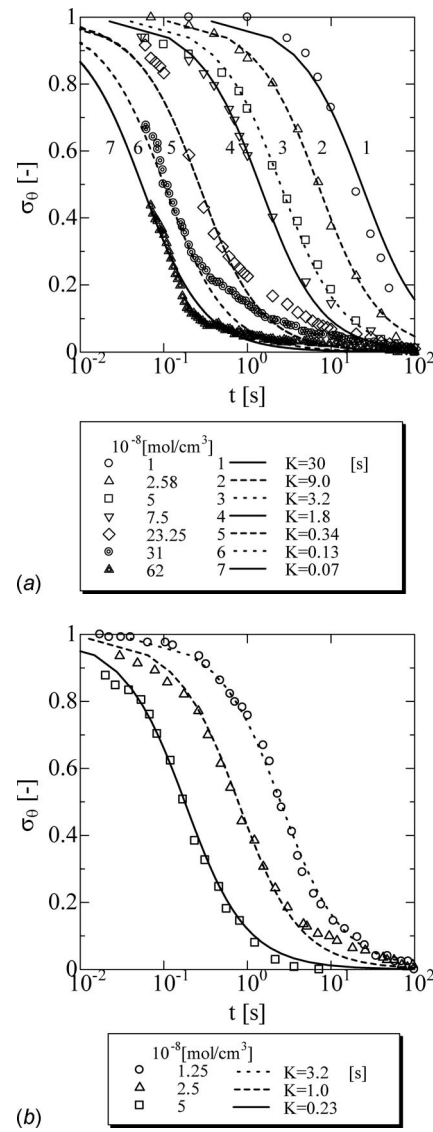 1
0.8
0.6
0.4
0.2
0
σθ [-]
7 6 5 4 3 2 1
10⁻² 10⁻¹ 10⁰ 10¹ 10²
t [s]
10⁻⁸[mol/cm³]
1 1 K=30 [s]
2.58 2 K=9.0
5 3 K=3.2
7.5 4 K=1.8
23.25 5 K=0.34
31 6 K=0.13
62 7 K=0.07
(a)
1
0.8
0.6
0.4
0.2
0
σθ [-]
10⁻² 10⁻¹ 10⁰ 10¹ 10²
t [s]
10⁻⁸[mol/cm³]
1.25 K=3.2 [s]
2.5 K=1.0
5 K=0.23
(b)